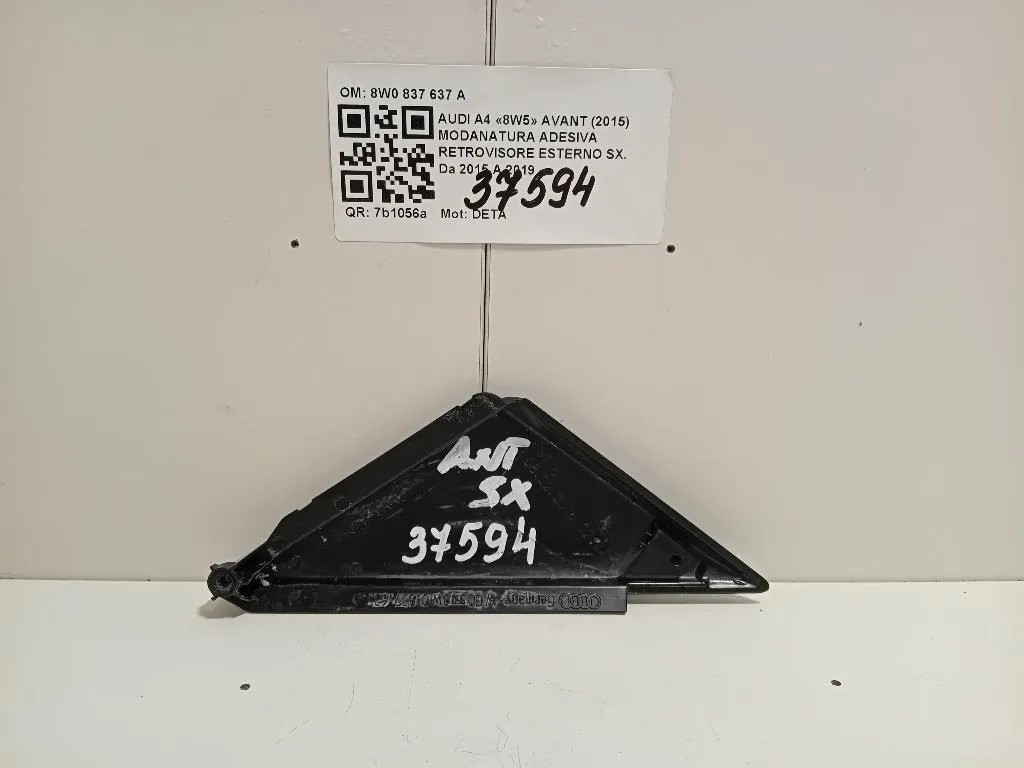 OM: 8W0 837 637 A
AUDI A4 «8W5» AVANT (2015)
MODANATURA ADESIVA
RETROVISORE ESTERNO SX.
Da 2015 A 2019
37594
QR: 7b1056a Mot: DETA
ANT
SX
37594
Germany